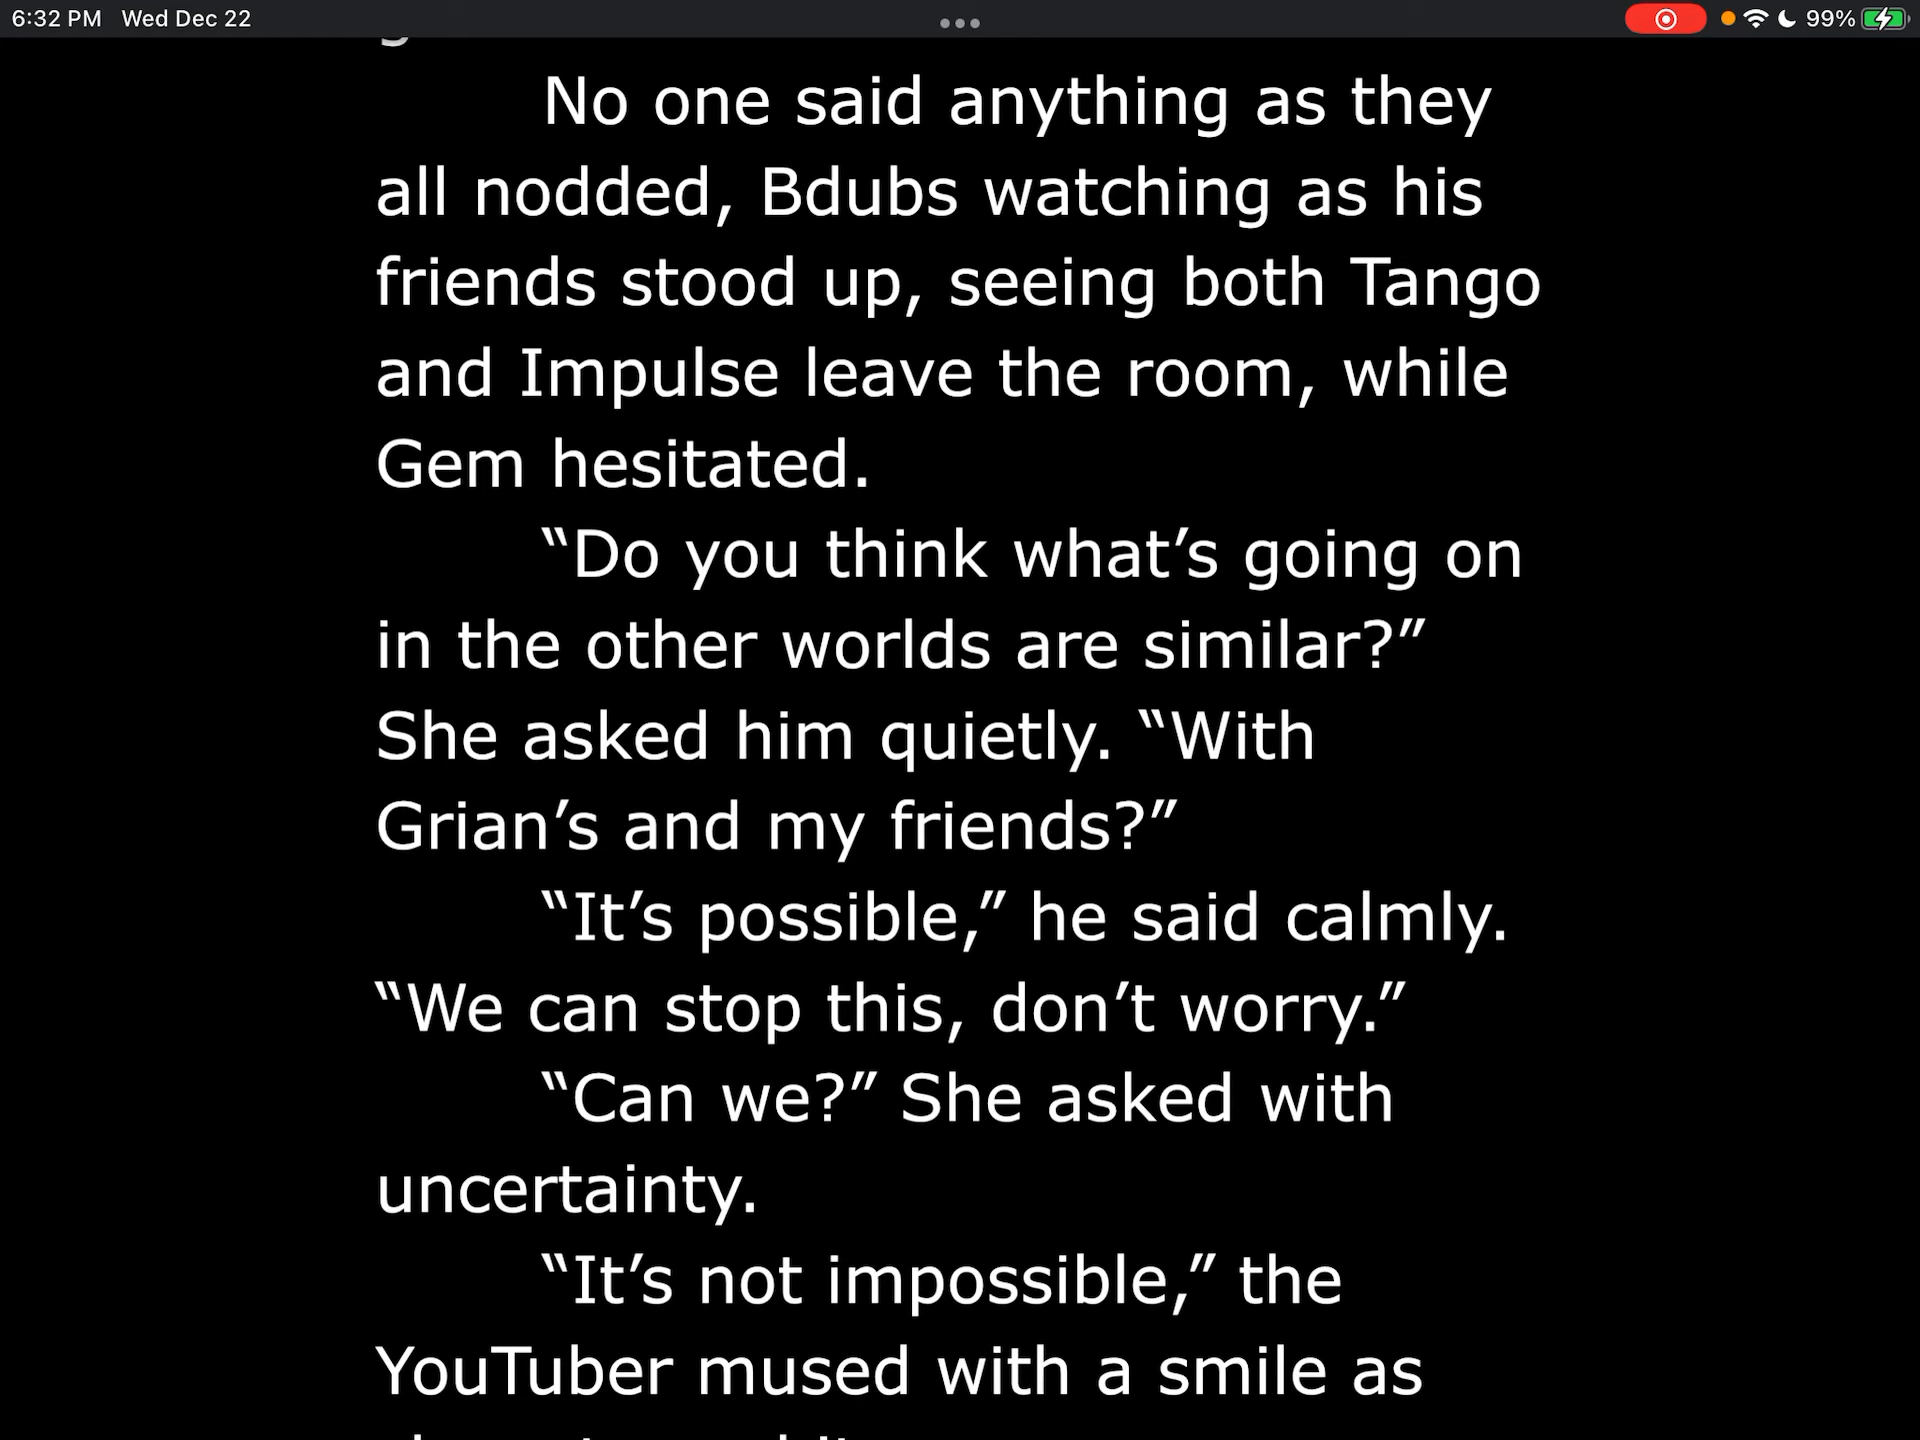 6:32 PM Wed Dec 22
99%
No one said anything as they
all nodded, Bdubs watching as his
friends stood up, seeing both Tango
and Impulse leave the room, while
Gem hesitated.
“Do you think what’s going on
in the other worlds are similar?”
She asked him quietly. “With
Grian’s and my friends?”
“It’s possible,” he said calmly.
“We can stop this, don’t worry.”
“Can we?” She asked with
uncertainty.
“It’s not impossible,” the
YouTuber mused with a smile as